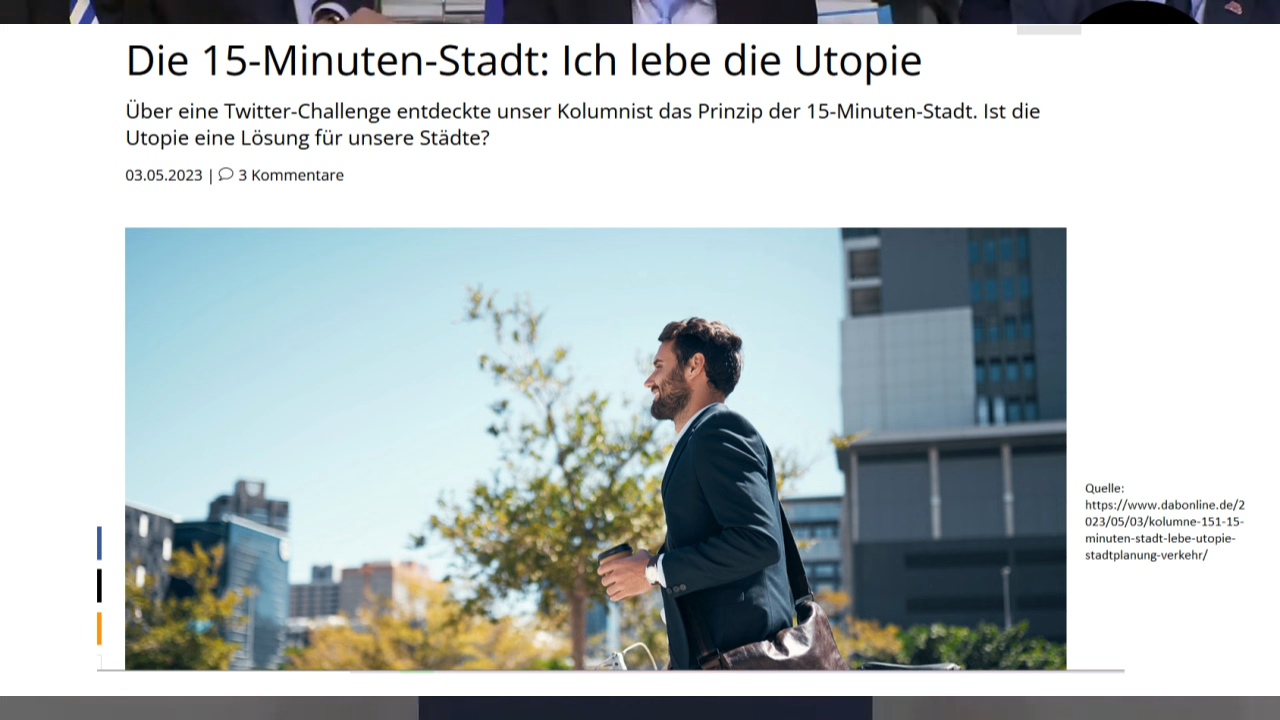 Die 15-Minuten-Stadt: Ich lebe die Utopie
Über eine Twitter-Challenge entdeckte unser Kolumnist das Prinzip der 15-Minuten-Stadt. Ist die
Utopie eine Lösung für unsere Städte?
03.05.2023 | 3 Kommentare
Quelle:
https://www.dabonline.de/2
023/05/03/kolumne-151-15-
minuten-stadt-lebe-utopie-
stadtplanung-verkehr/